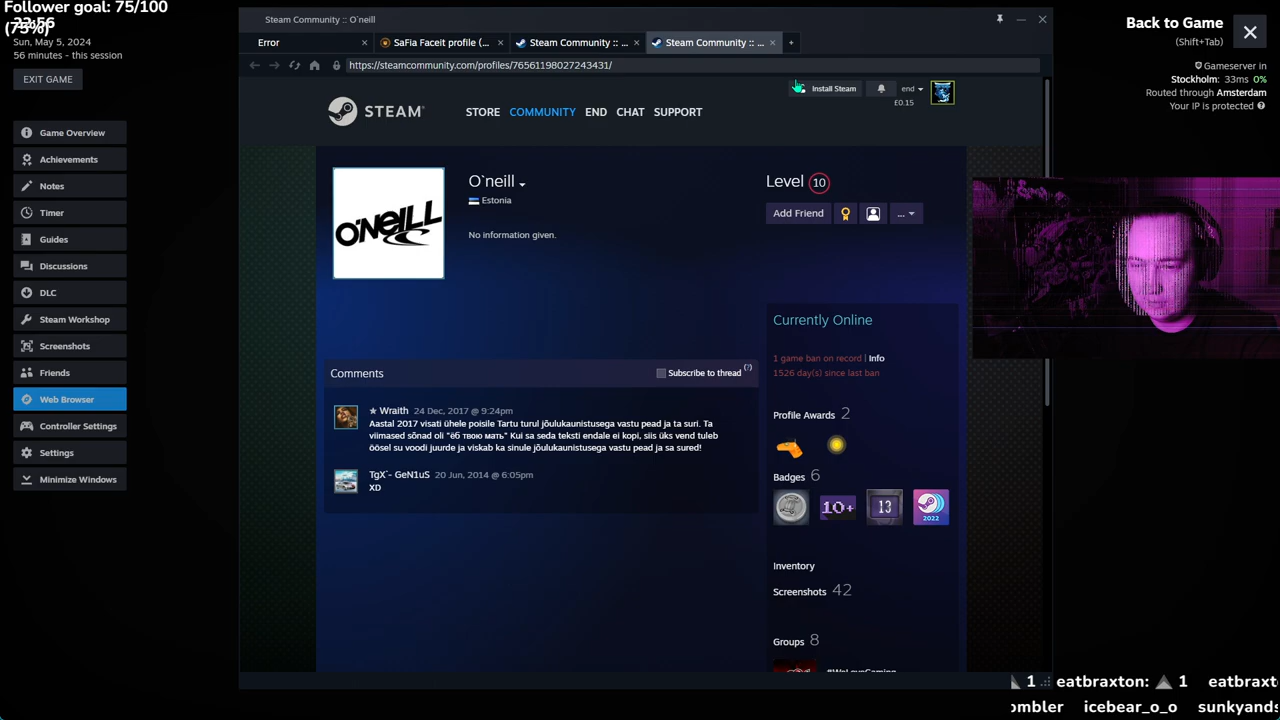 Follower goal: 75/100
(75%)
22:56
Sun, May 5, 2024
56 minutes - this session
EXIT GAME
Game Overview
Achievements
Notes
Timer
Guides
Discussions
DLC
Steam Workshop
Screenshots
Friends
Web Browser
Controller Settings
Settings
Minimize Windows
Steam Community :: O`neill
Error
SaFia Faceit profile (...
Steam Community :: ...
Steam Community :: ...
https://steamcommunity.com/profiles/76561198027243431/
Install Steam
end
£0.15
STEAM
STORE COMMUNITY END CHAT SUPPORT
O'NEILL
O`neill
Estonia
No information given.
Level 10
Add Friend
...
Currently Online
1 game ban on record | Info
1526 day(s) since last ban
Comments
Subscribe to thread (?)
★ Wraith 24 Dec, 2017 @ 9:24pm
Aastal 2017 visati ühele poisile Tartu turul jõulukaunistusega vastu pead ja ta suri. Ta
viimased sõnad oli "ёб твою мать" Kui sa seda teksti endale ei kopi, siis üks vend tuleb
öösel su voodi juurde ja viskab ka sinule jõulukaunistusega vastu pead ja sa sured!
TgX´- GeN1uS 20 Jun, 2014 @ 6:05pm
XD
Profile Awards 2
Badges 6
10+
13
2022
Inventory
Screenshots 42
Groups 8
Back to Game
(Shift+Tab)
Gameserver in
Stockholm: 33ms 0%
Routed through Amsterdam
Your IP is protected
1 eatbraxton: 1 eatbraxt
ombler icebear_o_o sunkyands